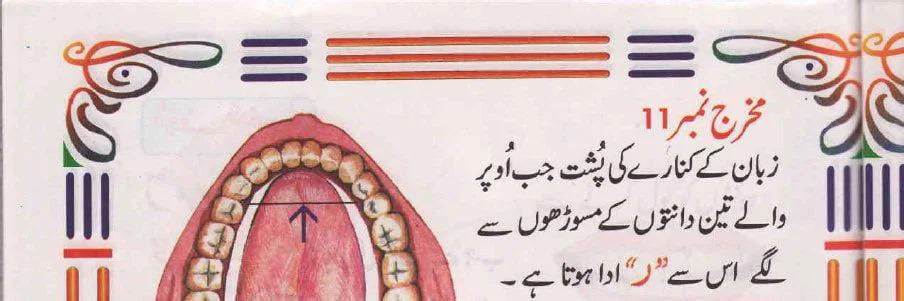 مخرج نمبر 11
زبان کے کنارے کی پُشت جب اُوپر
والے تین دانتوں کے مسوڑھوں سے
لگے اس سے ”ر“ ادا ہوتا ہے ۔